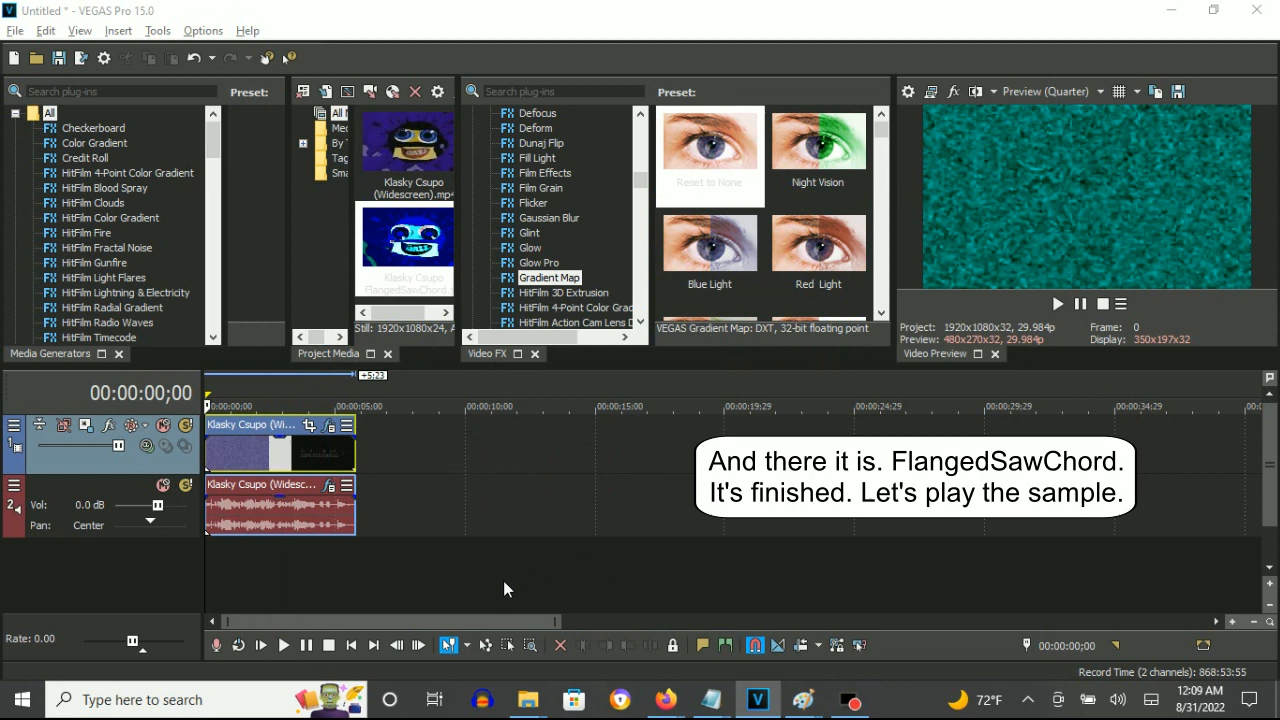 Untitled * - VEGAS Pro 15.0
File Edit View Insert Tools Options Help
Search plug-ins
Preset:
All
Checkerboard
Color Gradient
Credit Roll
HitFilm 4-Point Color Gradient
HitFilm Blood Spray
HitFilm Clouds
HitFilm Color Gradient
HitFilm Fire
HitFilm Fractal Noise
HitFilm Gunfire
HitFilm Light Flares
HitFilm Lightning & Electricity
HitFilm Radial Gradient
HitFilm Radio Waves
HitFilm Timecode
Media Generators
Klasky Csupo
(Widescreen).mp4
Klasky Csupo
Still: 1920x1080x24, A
Project Media
Search plug-ins
Preset:
Defocus
Deform
Dunaj Flip
Fill Light
Film Effects
Film Grain
Flicker
Gaussian Blur
Glint
Glow
Glow Pro
Gradient Map
HitFilm 3D Extrusion
HitFilm 4-Point Color Grad
HitFilm Action Cam Lens D
Reset to None
Night Vision
Blue Light
Red Light
VEGAS Gradient Map: DXT, 32-bit floating point
Video FX
Preview (Quarter)
Project: 1920x1080x32, 29.984p
Frame: 0
Preview: 480x270x32, 29.984p
Display: 350x197x32
Video Preview
00:00:00;00
+5;23
0:00:00;00
00:00:05;00
00:00:10;00
00:00:15;00
00:00:19;29
00:00:24;29
00:00:29;29
00:00:34;29
1
Klasky Csupo (Wi...
2
Klasky Csupo (Widesc...
Vol: 0.0 dB
Pan: Center
And there it is. FlangedSawChord.
It's finished. Let's play the sample.
Rate: 0.00
00:00:00;00
Record Time (2 channels): 868:53:55
Type here to search
72°F
12:09 AM
8/31/2022